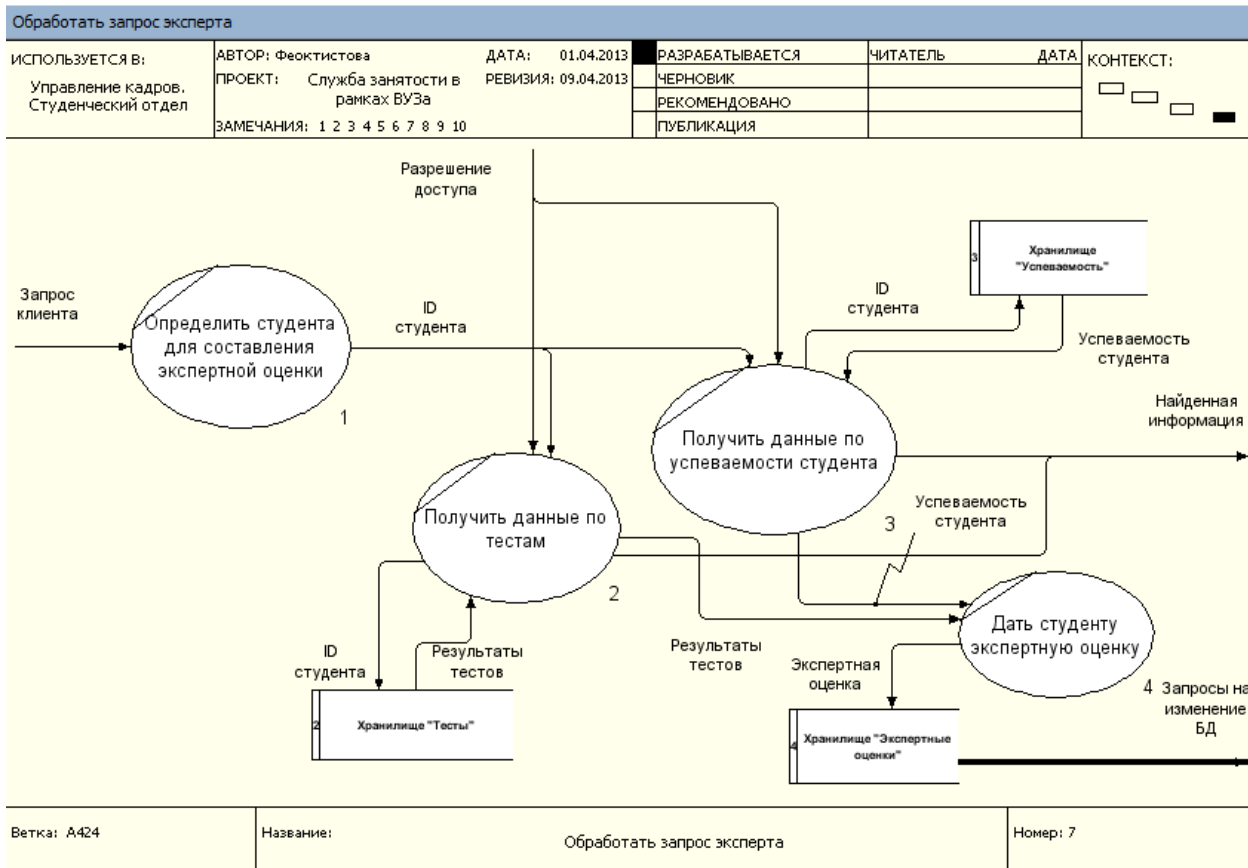 Обработать запрос эксперта
ИСПОЛЬЗУЕТСЯ В:
Управление кадров.
Студенческий отдел
АВТОР: Феоктистова
ДАТА: 01.04.2013
ПРОЕКТ: Служба занятости в
рамках ВУЗа
РЕВИЗИЯ: 09.04.2013
ЗАМЕЧАНИЯ: 1 2 3 4 5 6 7 8 9 10
РАЗРАБАТЫВАЕТСЯ
ЧЕРНОВИК
РЕКОМЕНДОВАНО
ПУБЛИКАЦИЯ
ЧИТАТЕЛЬ
ДАТА
КОНТЕКСТ:
Разрешение
доступа
Запрос
клиента
Определить студента
для составления
экспертной оценки
1
ID
студента
ID
студента
3
Хранилище
"Успеваемость"
Успеваемость
студента
Найденная
информация
Получить данные по
успеваемости студента
3
Успеваемость
студента
Получить данные по
тестам
2
ID
студента
Результаты
тестов
2
Хранилище "Тесты"
Результаты
тестов
Дать студенту
экспертную оценку
4
Экспертная
оценка
4
Хранилище "Экспертные
оценки"
Запросы на
изменение
БД
Ветка: A424
Название:
Обработать запрос эксперта
Номер: 7